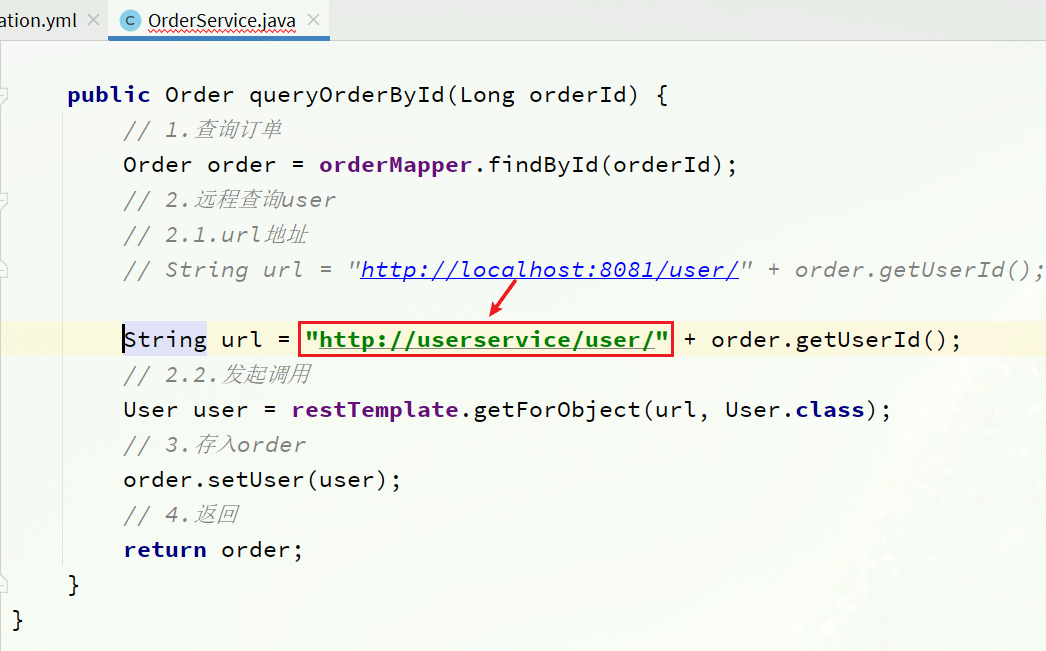 ation.yml
C OrderService.java
public Order queryOrderById(Long orderId) {
// 1.查询订单
Order order = orderMapper.findById(orderId);
// 2.远程查询user
// 2.1.url地址
// String url = "http://localhost:8081/user/" + order.getUserId();
String url = "http://userservice/user/" + order.getUserId();
// 2.2.发起调用
User user = restTemplate.getForObject(url, User.class);
// 3.存入order
order.setUser(user);
// 4.返回
return order;
}
}